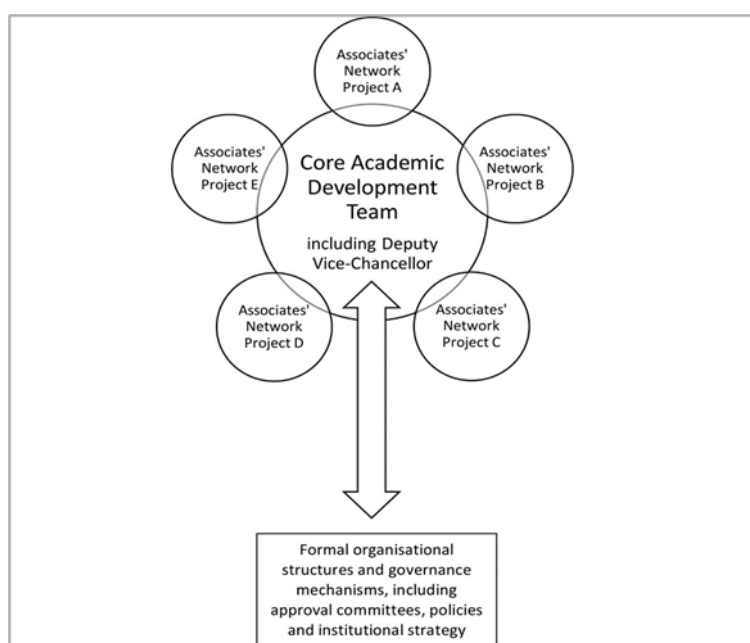 Associates'
Network
Project A
Associates'
Network
Project E
Core Academic
Development
Team
including Deputy
Vice-Chancellor
Associates'
Network
Project B
Associates'
Network
Project D
Associates'
Network
Project C
Formal organisational
structures and governance
mechanisms, including
approval committees, policies
and institutional strategy